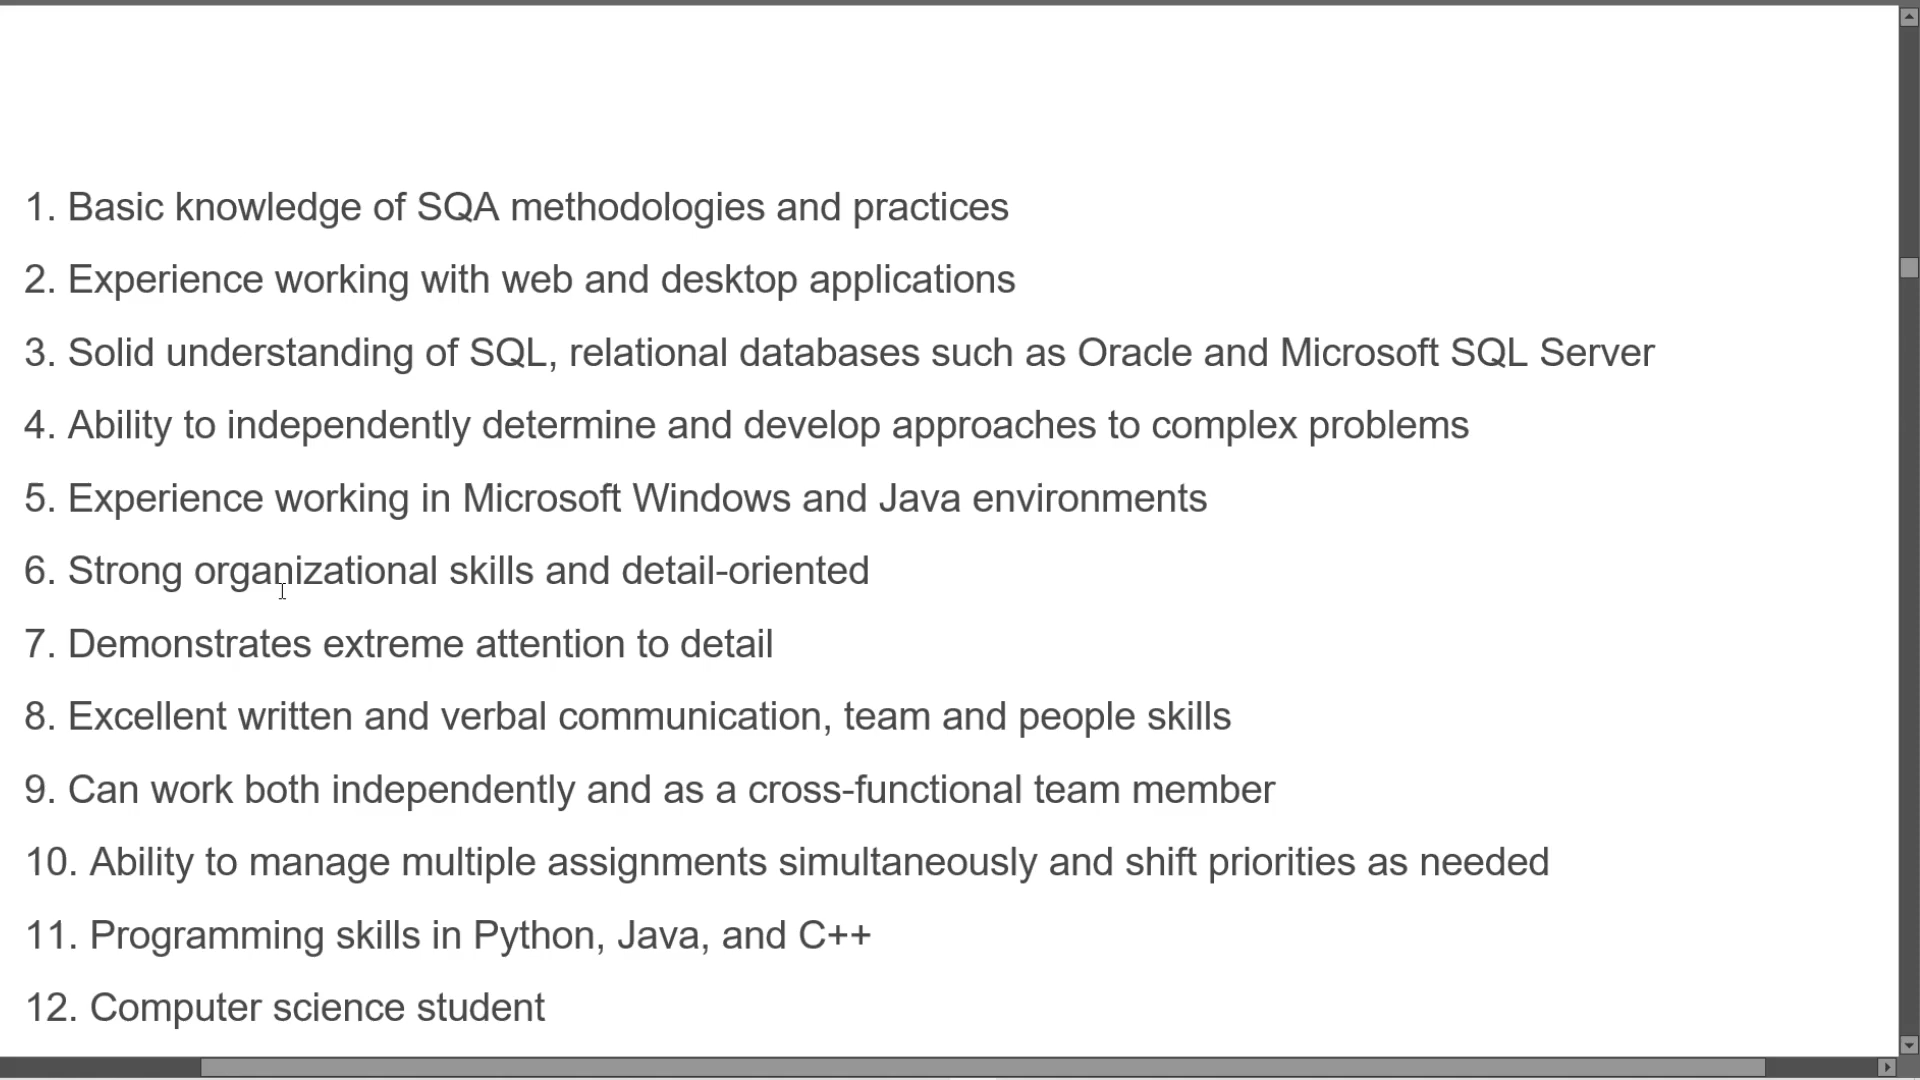 1. Basic knowledge of SQA methodologies and practices
2. Experience working with web and desktop applications
3. Solid understanding of SQL, relational databases such as Oracle and Microsoft SQL Server
4. Ability to independently determine and develop approaches to complex problems
5. Experience working in Microsoft Windows and Java environments
6. Strong organizational skills and detail-oriented
7. Demonstrates extreme attention to detail
8. Excellent written and verbal communication, team and people skills
9. Can work both independently and as a cross-functional team member
10. Ability to manage multiple assignments simultaneously and shift priorities as needed
11. Programming skills in Python, Java, and C++
12. Computer science student